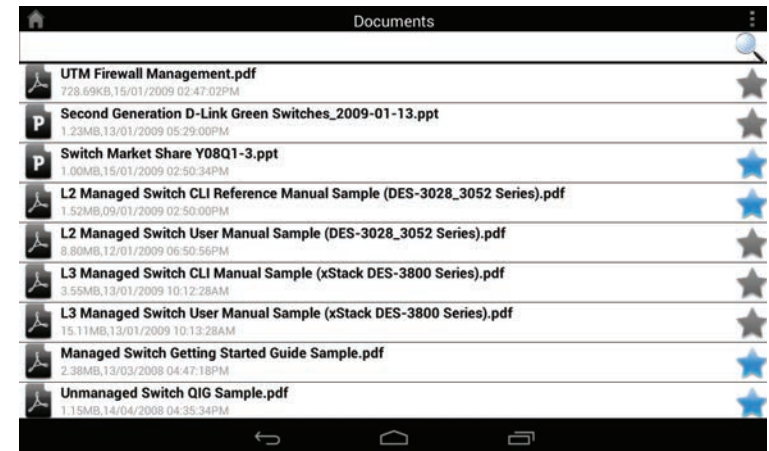 Documents
UTM Firewall Management.pdf
728.69KB,15/01/2009 02:47:02PM
P
Second Generation D-Link Green Switches_2009-01-13.ppt
1.23MB,13/01/2009 05:29:00PM
P
Switch Market Share Y08Q1-3.ppt
1.00MB,15/01/2009 02:50:34PM
L2 Managed Switch CLI Reference Manual Sample (DES-3028_3052 Series).pdf
1.52MB,09/01/2009 02:50:00PM
L2 Managed Switch User Manual Sample (DES-3028_3052 Series).pdf
8.80MB,12/01/2009 06:50:56PM
L3 Managed Switch CLI Manual Sample (xStack DES-3800 Series).pdf
3.55MB,13/01/2009 10:12:28AM
L3 Managed Switch User Manual Sample (xStack DES-3800 Series).pdf
15.11MB,13/01/2009 10:13:28AM
Managed Switch Getting Started Guide Sample.pdf
2.38MB,13/03/2008 04:47:18PM
Unmanaged Switch QIG Sample.pdf
1.15MB,14/04/2008 04:35:34PM